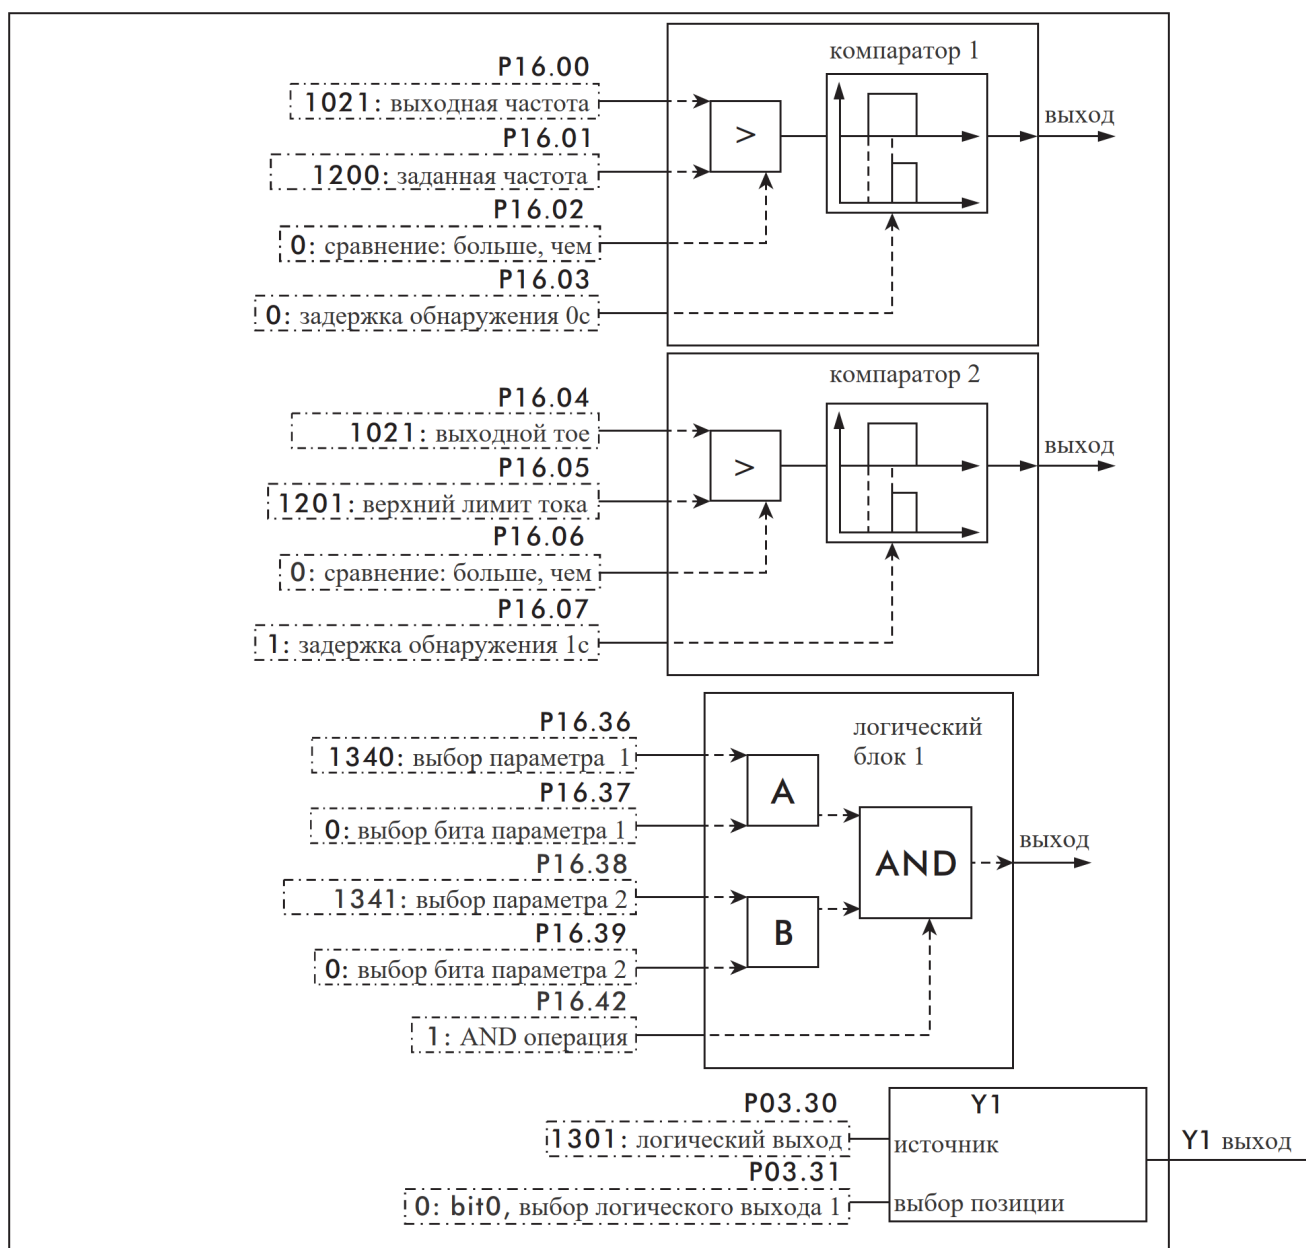 компаратор 1
P16.00
1021: выходная частота
P16.01
1200: заданная частота
P16.02
0: сравнение: больше, чем
P16.03
0: задержка обнаружения 0с
>
выход
компаратор 2
P16.04
1021: выходной тое
P16.05
1201: верхний лимит тока
P16.06
0: сравнение: больше, чем
P16.07
1: задержка обнаружения 1с
>
выход
логический
блок 1
P16.36
1340: выбор параметра 1
P16.37
0: выбор бита параметра 1
P16.38
1341: выбор параметра 2
P16.39
0: выбор бита параметра 2
P16.42
1: AND операция
A
B
AND
выход
P03.30
1301: логический выход
P03.31
0: bit0, выбор логического выхода 1
Y1
источник
выбор позиции
Y1 выход